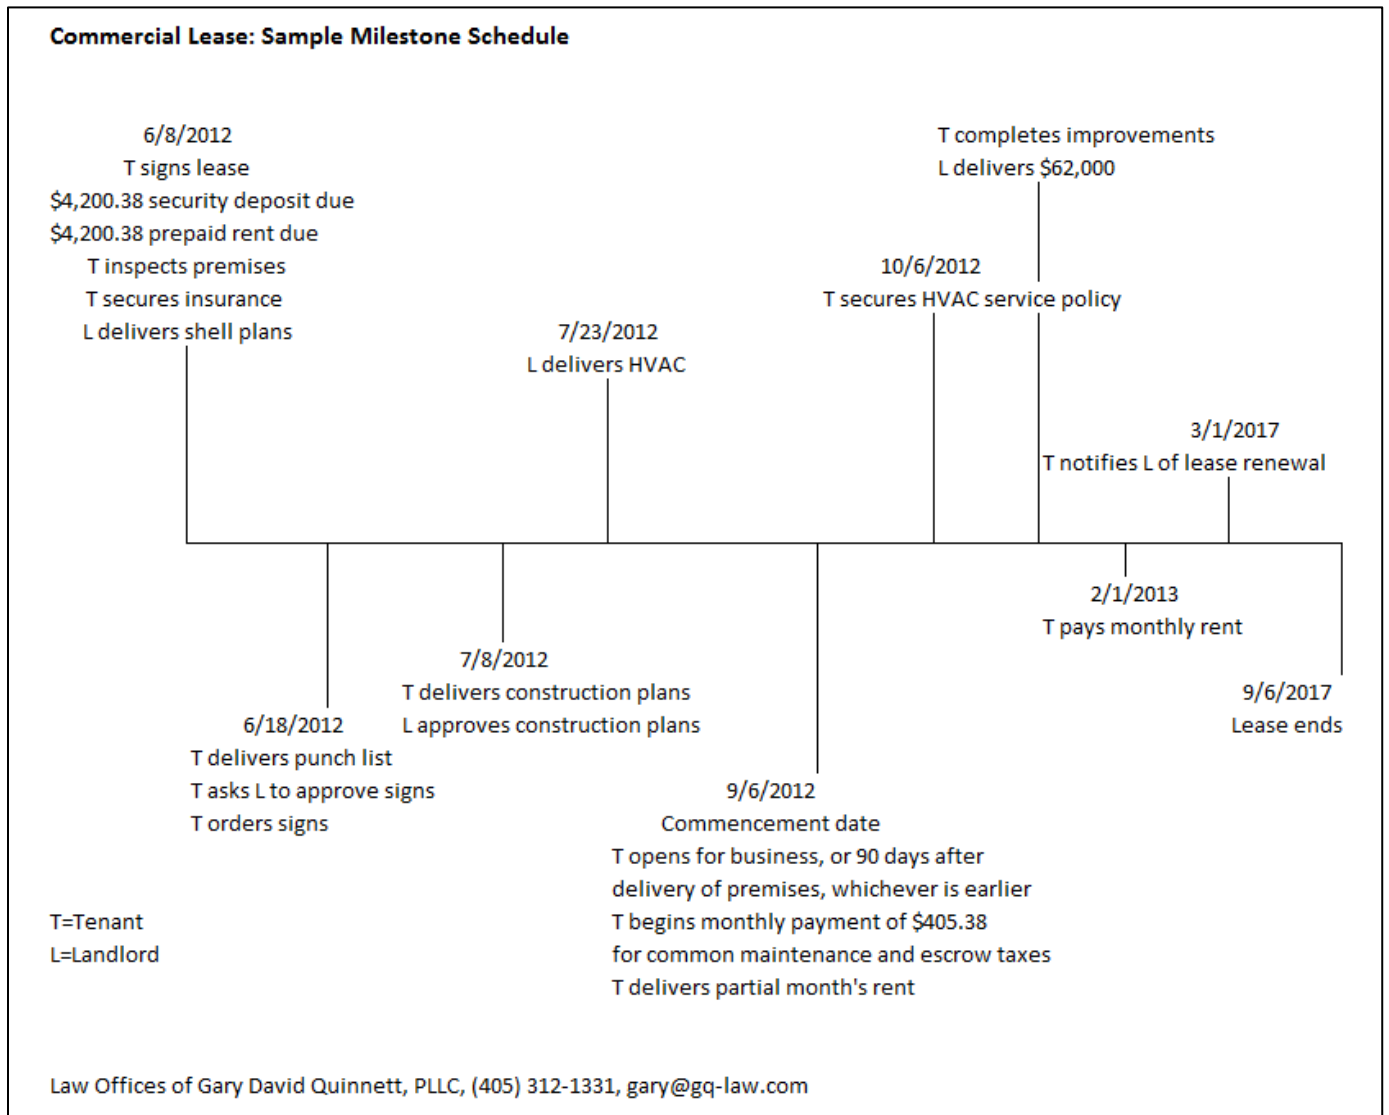 Commercial Lease: Sample Milestone Schedule
6/8/2012
T signs lease
$4,200.38 security deposit due
$4,200.38 prepaid rent due
T inspects premises
T secures insurance
L delivers shell plans
7/23/2012
L delivers HVAC
T completes improvements
L delivers $62,000
10/6/2012
T secures HVAC service policy
3/1/2017
T notifies L of lease renewal
6/18/2012
T delivers punch list
T asks L to approve signs
T orders signs
7/8/2012
T delivers construction plans
L approves construction plans
9/6/2012
Commencement date
T opens for business, or 90 days after
delivery of premises, whichever is earlier
T begins monthly payment of $405.38
for common maintenance and escrow taxes
T delivers partial month's rent
2/1/2013
T pays monthly rent
9/6/2017
Lease ends
T=Tenant
L=Landlord
Law Offices of Gary David Quinnett, PLLC, (405) 312-1331, gary@gq-law.com